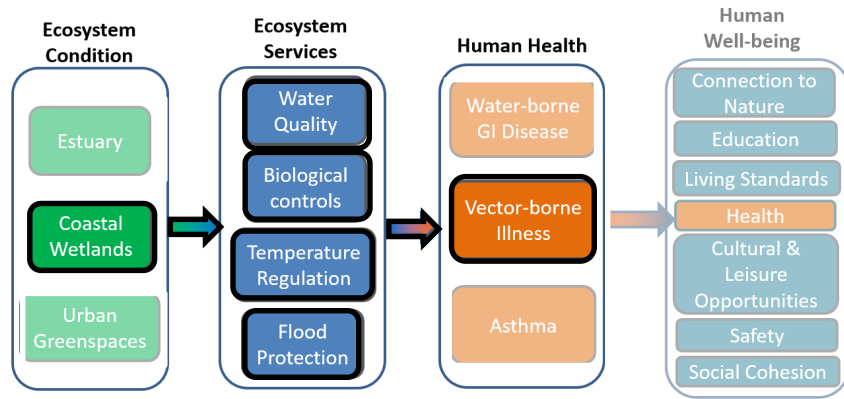 Ecosystem
Condition
Estuary
Coastal
Wetlands
Urban
Greenspaces
Ecosystem
Services
Water
Quality
Biological
controls
Temperature
Regulation
Flood
Protection
Human Health
Water-borne
GI Disease
Vector-borne
Illness
Asthma
Human
Well-being
Connection to
Nature
Education
Living Standards
Health
Cultural &
Leisure
Opportunities
Safety
Social Cohesion